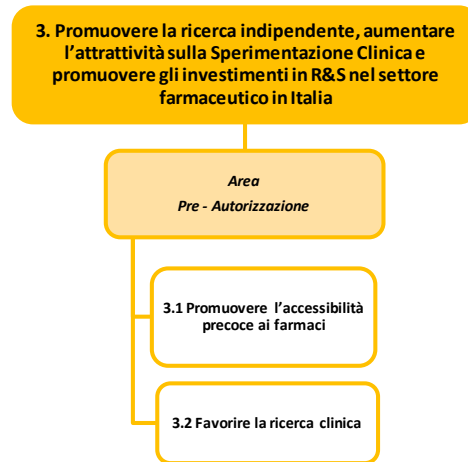 3. Promuovere la ricerca indipendente, aumentare
l'attrattività sulla Sperimentazione Clinica e
promuovere gli investimenti in R&S nel settore
farmaceutico in Italia
Area
Pre - Autorizzazione
3.1 Promuovere l'accessibilità
precoce ai farmaci
3.2 Favorire la ricerca clinica